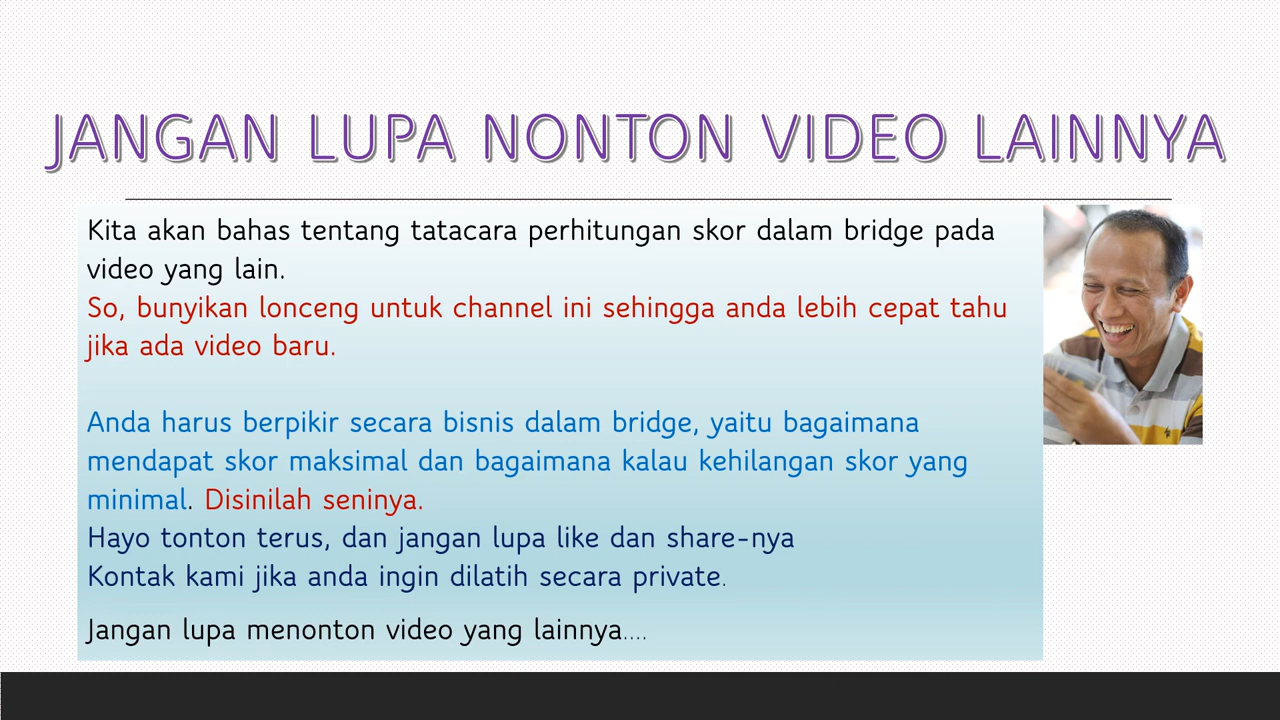 JANGAN LUPA NONTON VIDEO LAINNYA
Kita akan bahas tentang tatacara perhitungan skor dalam bridge pada
video yang lain.
So, bunyikan lonceng untuk channel ini sehingga anda lebih cepat tahu
jika ada video baru.
Anda harus berpikir secara bisnis dalam bridge, yaitu bagaimana
mendapat skor maksimal dan bagaimana kalau kehilangan skor yang
minimal. Disinilah seninya.
Hayo tonton terus, dan jangan lupa like dan share-nya
Kontak kami jika anda ingin dilatih secara private.
Jangan lupa menonton video yang lainnya....